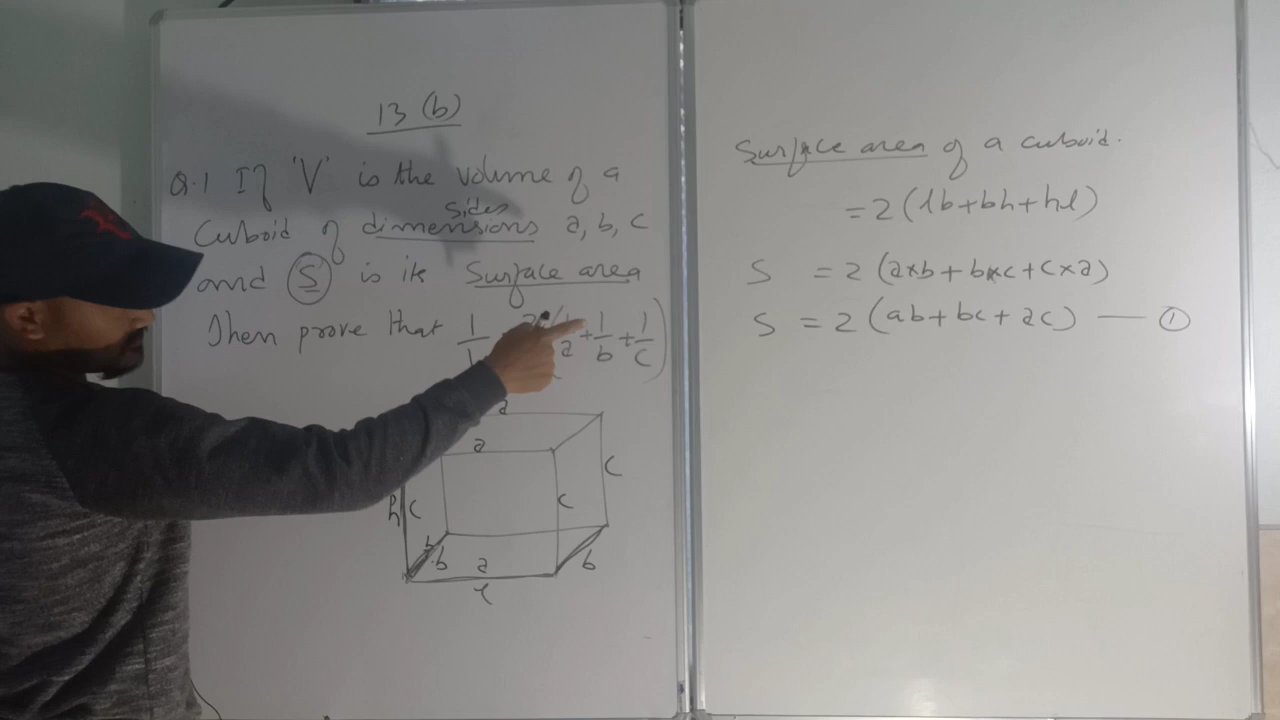 13 (b)
Q.1 If 'V' is the volume of a
Cuboid of dimensions a, b, c
sides
and S is its Surface area
Then prove that 1/ (1/a + 1/b + 1/c)
a
a
c
c
h c
b
b
a
b
l
Surface area of a cuboid.
= 2 (lb+bh+hl)
S = 2 (a×b + b×c + c×a)
S = 2 (ab + bc + ac) — ①